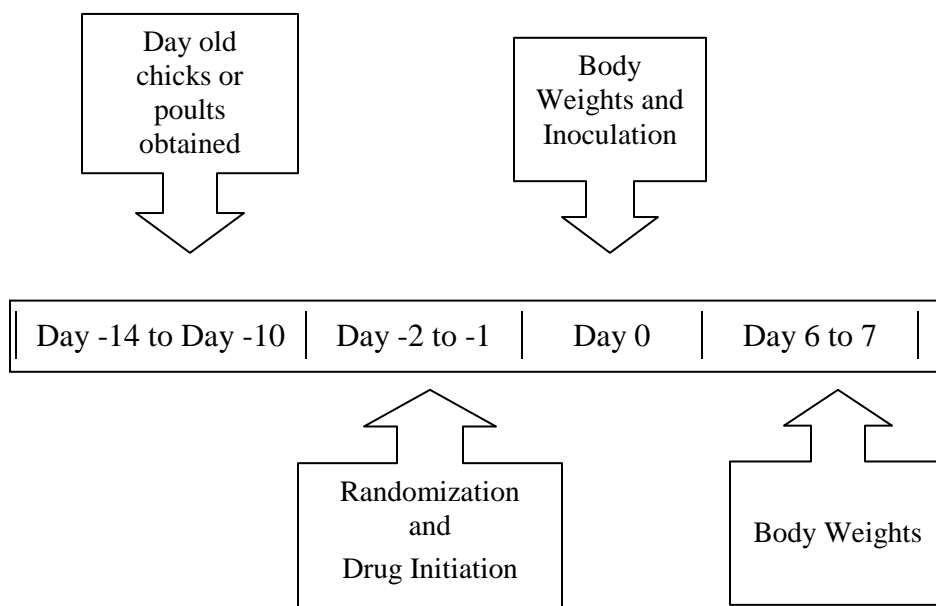 Day old
chicks or
poults
obtained
Body
Weights and
Inoculation
Day -14 to Day -10
Day -2 to -1
Day 0
Day 6 to 7
Randomization
and
Drug Initiation
Body Weights